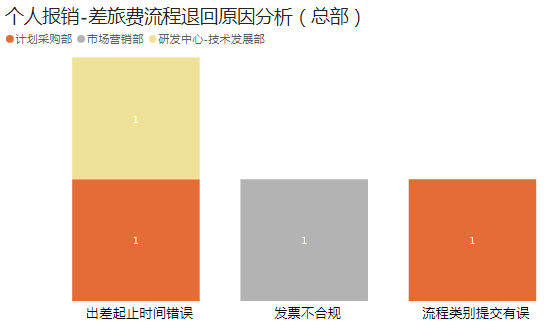 个人报销-差旅费流程退回原因分析（总部）
计划采购部 市场营销部 研发中心-技术发展部
1
1 1 1
出差起止时间错误 发票不合规 流程类别提交有误